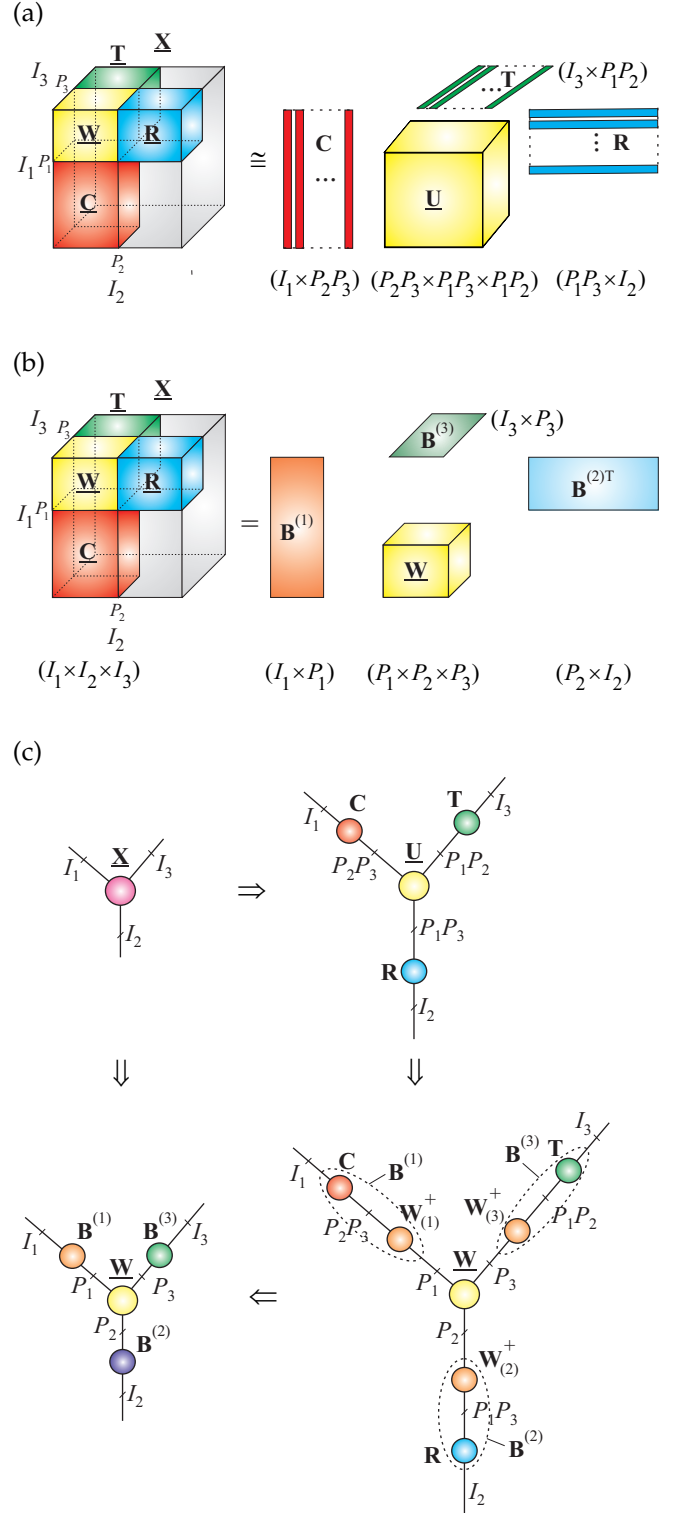 (a)
T X
I₃ P₃
W R
I₁ P₁
C
P₂
I₂
≅
C
...
...T (I₃×P₁P₂)
U
⋮ R
(I₁×P₂P₃) (P₂P₃×P₁P₃×P₁P₂) (P₁P₃×I₂)
(b)
T X
I₃ P₃
W R
I₁ P₁
C
P₂
I₂
=
B⁽¹⁾
B⁽³⁾ (I₃×P₃)
W
B⁽²⁾ᵀ
(I₁×I₂×I₃) (I₁×P₁) (P₁×P₂×P₃) (P₂×I₂)
(c)
X
I₁ I₃
I₂
⇒
C T
I₁ I₃
U
P₂P₃ P₁P₂
P₁P₃
R
I₂
⇓ ⇓
B⁽¹⁾ B⁽³⁾
I₁ I₃
W
P₁ P₃
P₂
B⁽²⁾
I₂
⇐
I₃
C B⁽¹⁾ B⁽³⁾ T
I₁
W⁺₍₁₎ W⁺₍₃₎
P₂P₃ P₁P₂
W
P₁ P₃
P₂
W⁺₍₂₎
P₁P₃
R B⁽²⁾
I₂